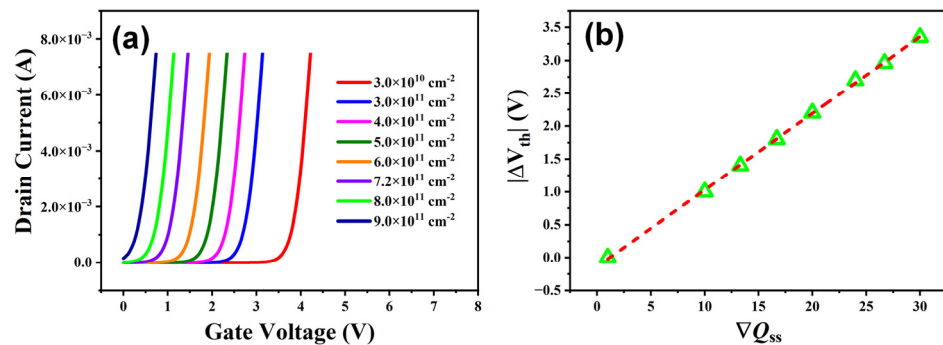 (a)
Drain Current (A)
8.0×10⁻³
6.0×10⁻³
4.0×10⁻³
2.0×10⁻³
0.0
3.0×10¹⁰ cm⁻²
3.0×10¹¹ cm⁻²
4.0×10¹¹ cm⁻²
5.0×10¹¹ cm⁻²
6.0×10¹¹ cm⁻²
7.2×10¹¹ cm⁻²
8.0×10¹¹ cm⁻²
9.0×10¹¹ cm⁻²
0 1 2 3 4 5 6 7 8
Gate Voltage (V)
(b)
|ΔVth| (V)
3.5
3.0
2.5
2.0
1.5
1.0
0.5
0.0
−0.5
0 5 10 15 20 25 30
∇Qss